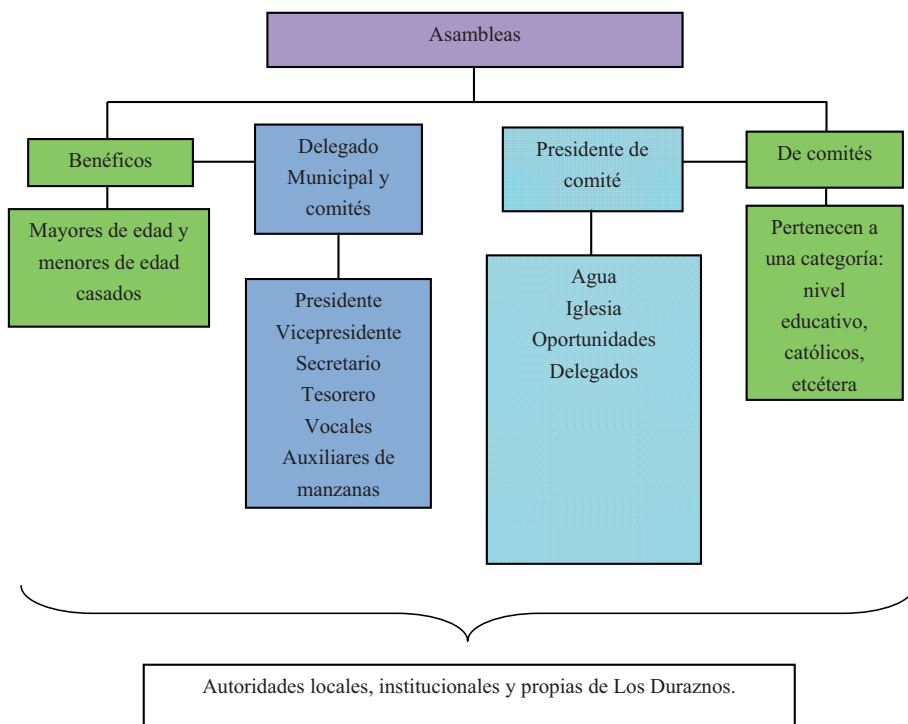 Asambleas
Benéficos
Delegado
Municipal y
comités
Presidente de
comité
De comités
Mayores de edad y
menores de edad
casados
Presidente
Vicepresidente
Secretario
Tesorero
Vocales
Auxiliares de
manzanas
Agua
Iglesia
Oportunidades
Delegados
Pertenecen a
una categoría:
nivel
educativo,
católicos,
etcétera
Autoridades locales, institucionales y propias de Los Duraznos.